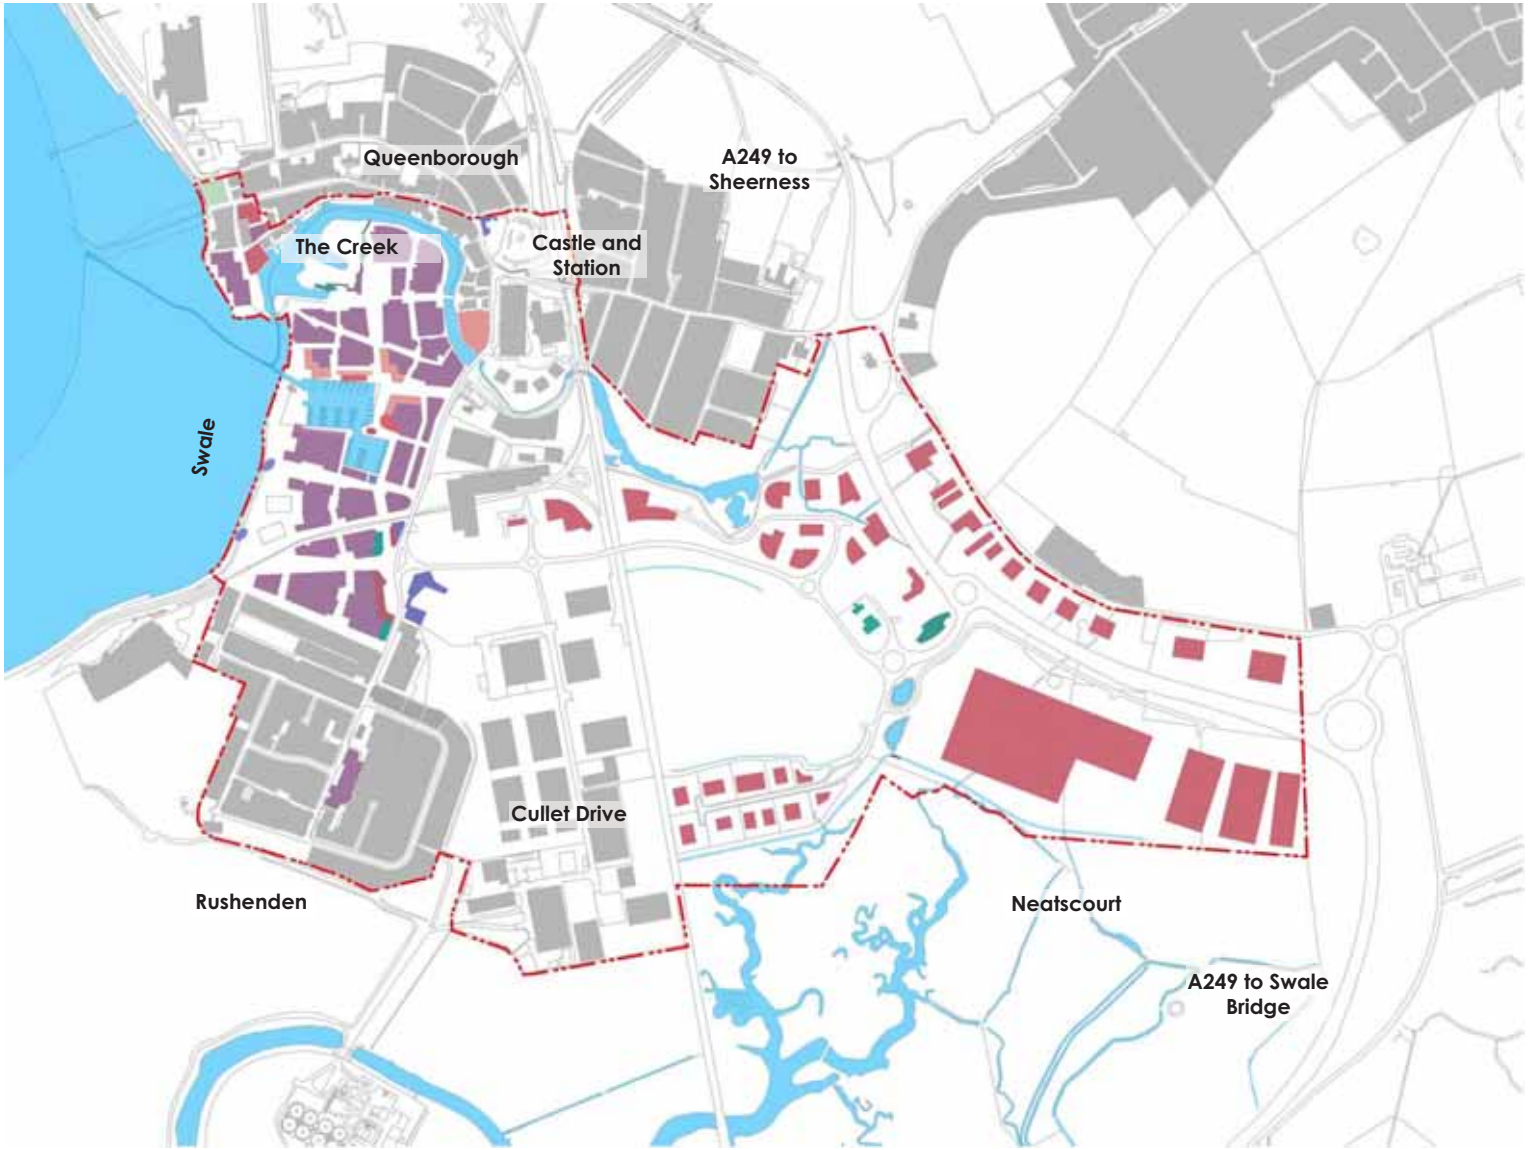 Queenborough
A249 to
Sheerness
The Creek
Castle and
Station
Swale
Cullet Drive
Rushenden
Neatscourt
A249 to Swale
Bridge